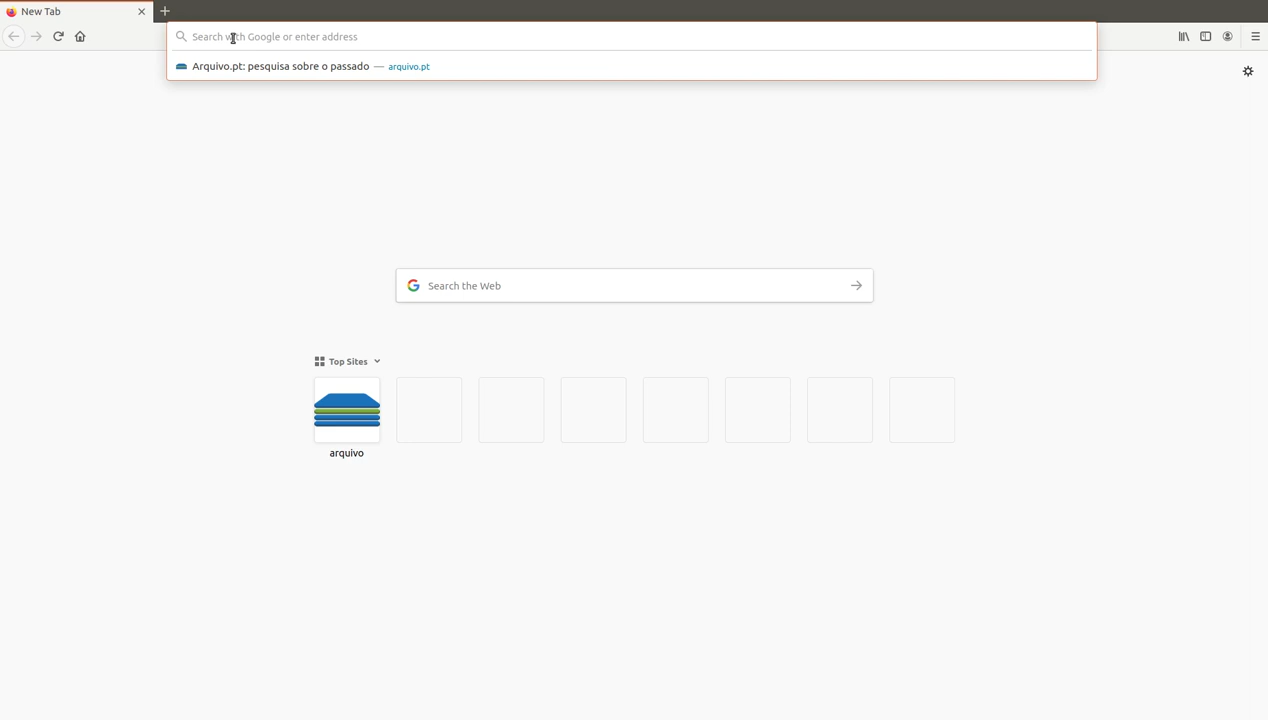 New Tab
Search with Google or enter address
Arquivo.pt: pesquisa sobre o passado — arquivo.pt
Search the Web
Top Sites
arquivo